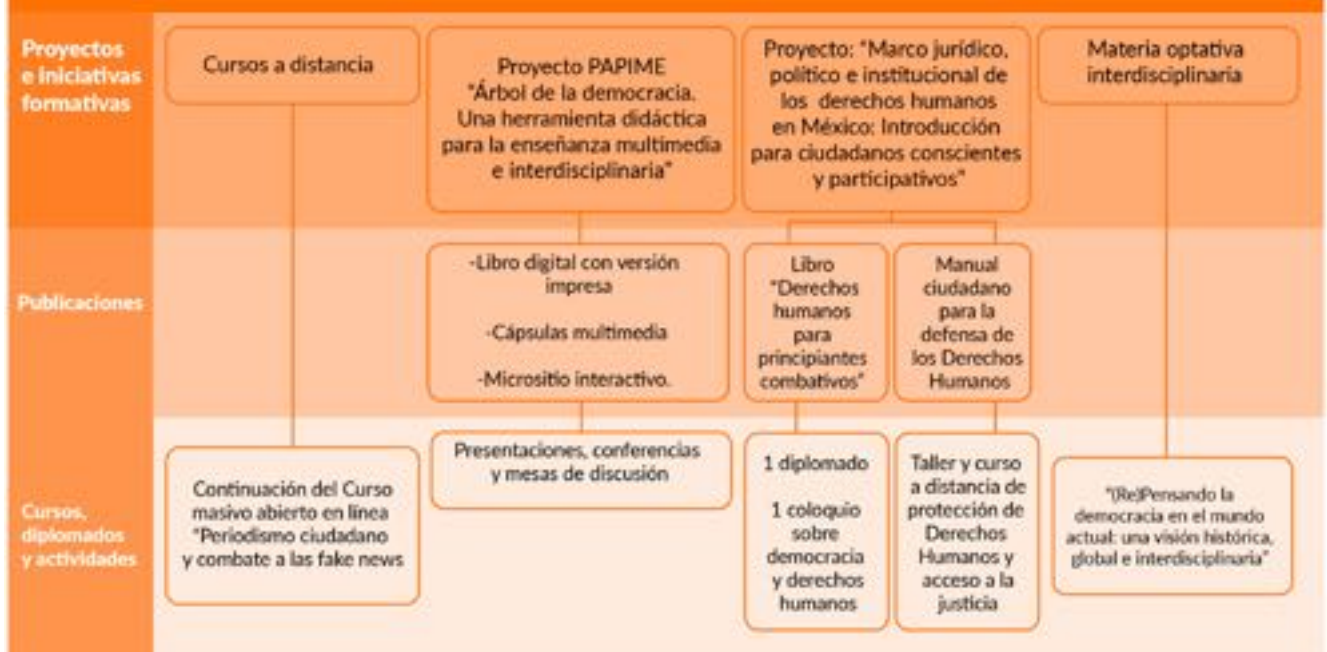 Proyectos
e iniciativas
formativas
Cursos a distancia
Proyecto PAPIME
"Árbol de la democracia.
Una herramienta didáctica
para la enseñanza multimedia
e interdisciplinaria"
Proyecto: "Marco jurídico,
político e institucional de
los derechos humanos
en México: Introducción
para ciudadanos conscientes
y participativos"
Materia optativa
interdisciplinaria
Publicaciones
-Libro digital con versión
impresa
-Cápsulas multimedia
-Micrositio interactivo.
Libro
"Derechos
humanos
para
principiantes
combativos"
Manual
ciudadano
para la
defensa de
los Derechos
Humanos
Cursos,
diplomados
y actividades
Continuación del Curso
masivo abierto en línea
"Periodismo ciudadano
y combate a las fake news
Presentaciones, conferencias
y mesas de discusión
1 diplomado
1 coloquio
sobre
democracia
y derechos
humanos
Taller y curso
a distancia de
protección de
Derechos
Humanos y
acceso a la
justicia
"(Re)Pensando la
democracia en el mundo
actual: una visión histórica,
global e interdisciplinaria"